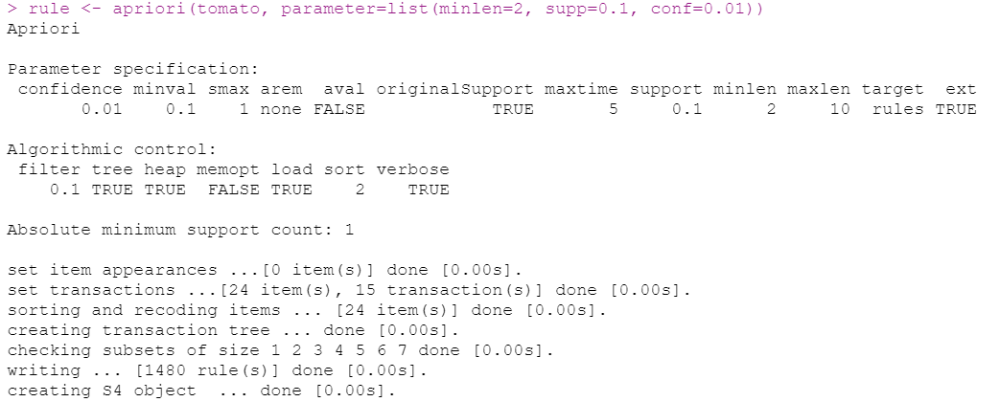 > rule <- apriori(tomato, parameter=list(minlen=2, supp=0.1, conf=0.01))
Apriori

Parameter specification:
 confidence minval smax arem  aval originalSupport maxtime support minlen maxlen target  ext
       0.01    0.1    1 none FALSE            TRUE       5     0.1      2     10  rules TRUE

Algorithmic control:
 filter tree heap memopt load sort verbose
    0.1 TRUE TRUE  FALSE TRUE    2    TRUE

Absolute minimum support count: 1

set item appearances ...[0 item(s)] done [0.00s].
set transactions ...[24 item(s), 15 transaction(s)] done [0.00s].
sorting and recoding items ... [24 item(s)] done [0.00s].
creating transaction tree ... done [0.00s].
checking subsets of size 1 2 3 4 5 6 7 done [0.00s].
writing ... [1480 rule(s)] done [0.00s].
creating S4 object  ... done [0.00s].